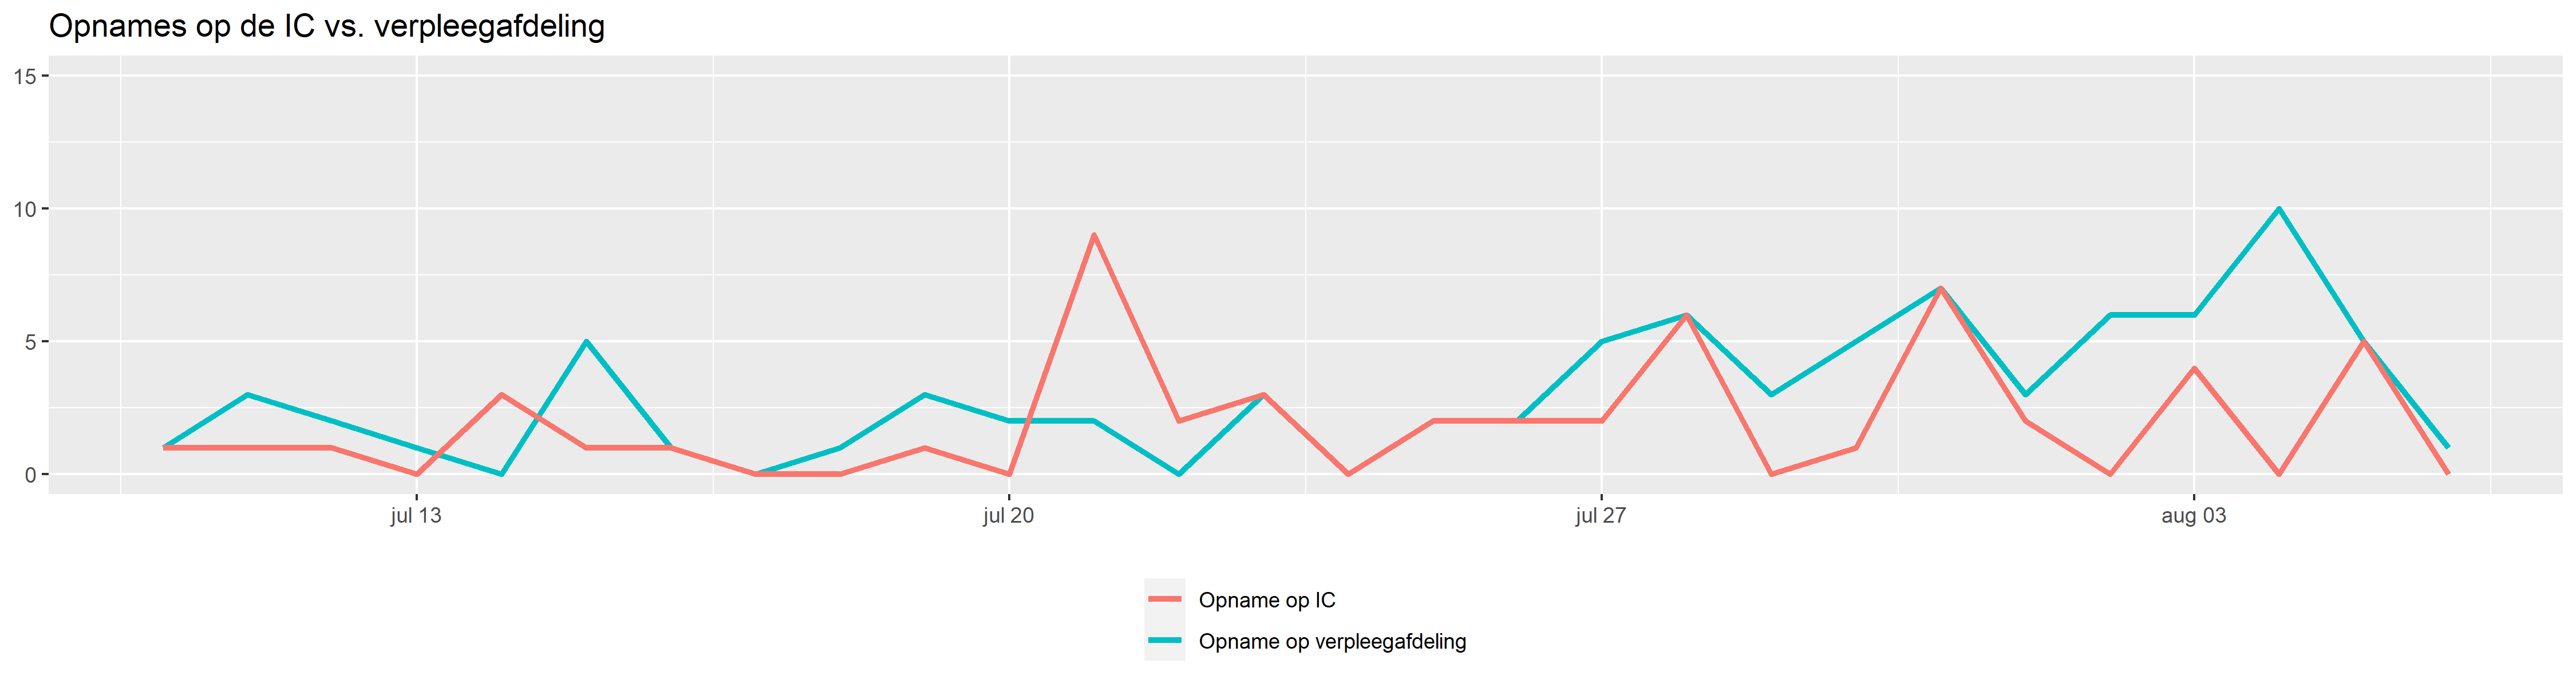 Opnames op de IC vs. verpleegafdeling
15
10
5
0
jul 13 jul 20 jul 27 aug 03
Opname op IC
Opname op verpleegafdeling